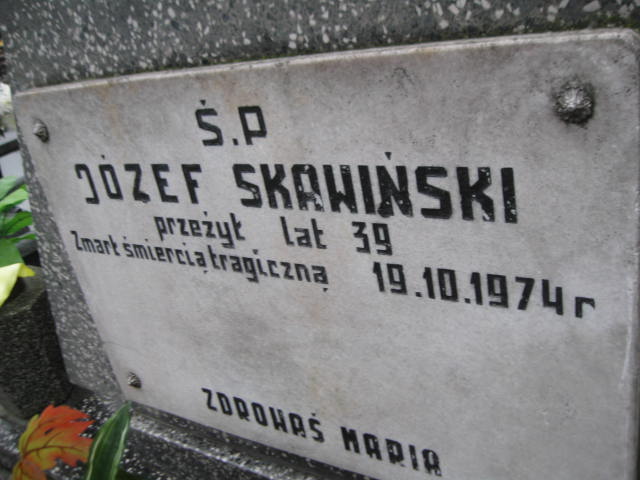 Ś.P
JÓZEF SKAWIŃSKI
przeżył lat 39
Zmarł śmiercią tragiczną 19.10.1974 r
ZDROWAŚ MARIA